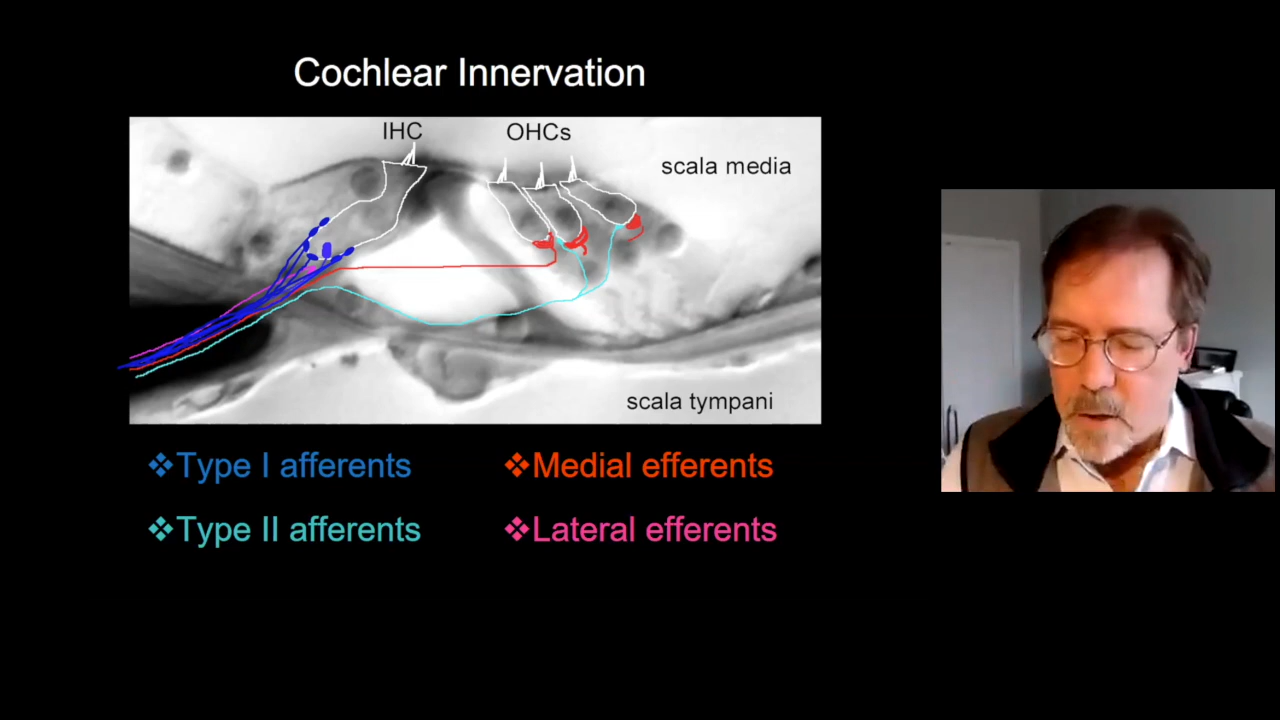 Cochlear Innervation
IHC
OHCs
scala media
scala tympani
❖Type I afferents
❖Medial efferents
❖Type II afferents
❖Lateral efferents